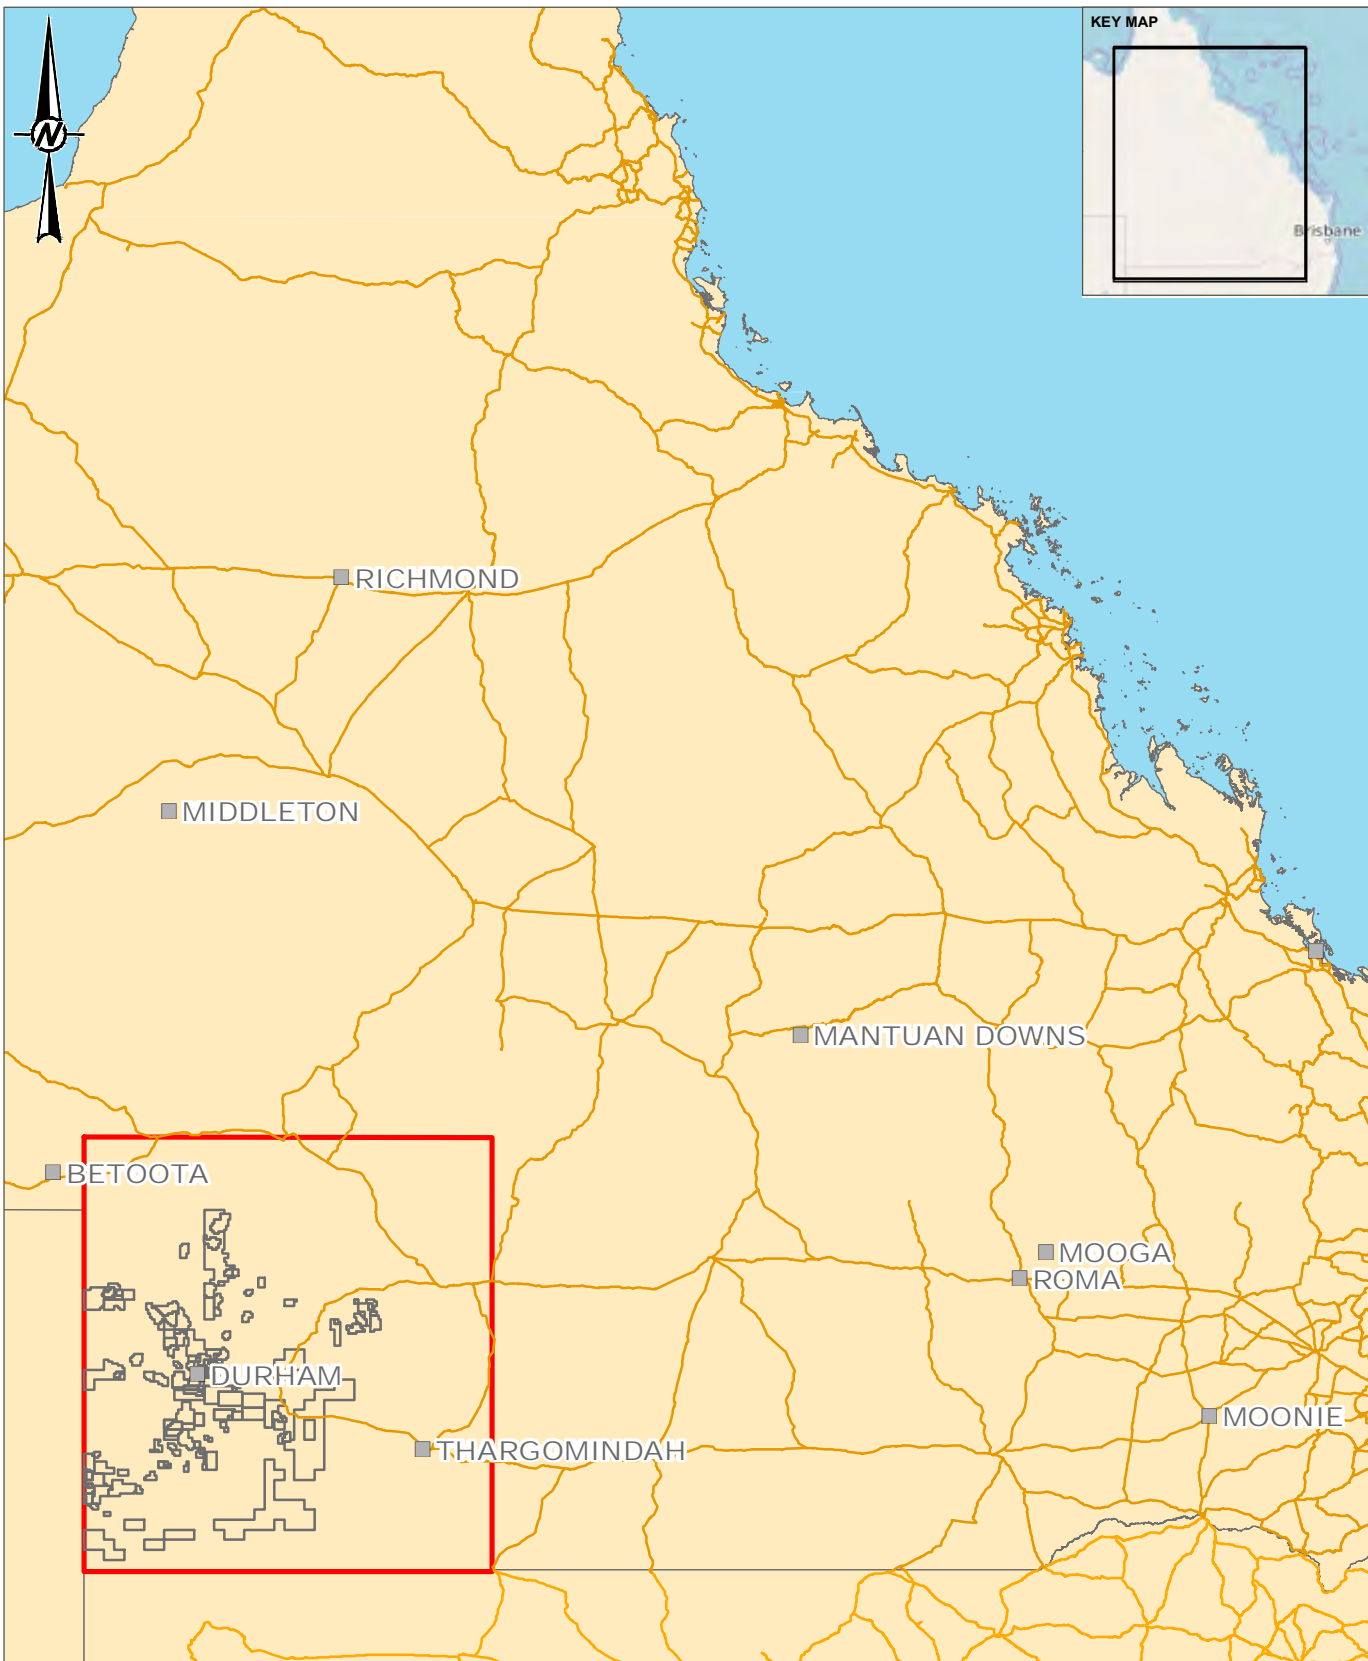 KEY MAP
N
Brisbane
RICHMOND
MIDDLETON
MANTUAN DOWNS
BETOOTA
MOOGA
ROMA
DURHAM
MOONIE
THARGOMINDAH